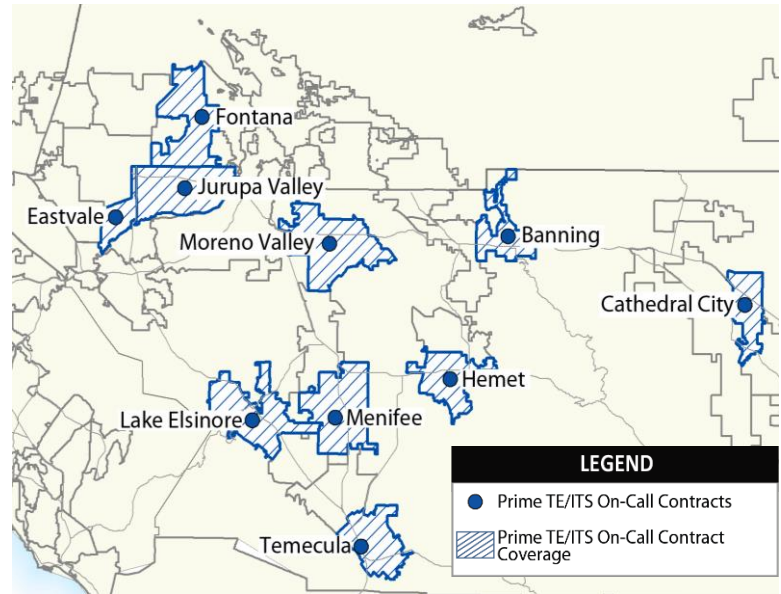 Fontana
Jurupa Valley
Eastvale
Moreno Valley
Banning
Cathedral City
Hemet
Lake Elsinore
Menifee
Temecula
LEGEND
Prime TE/ITS On-Call Contracts
Prime TE/ITS On-Call Contract
Coverage